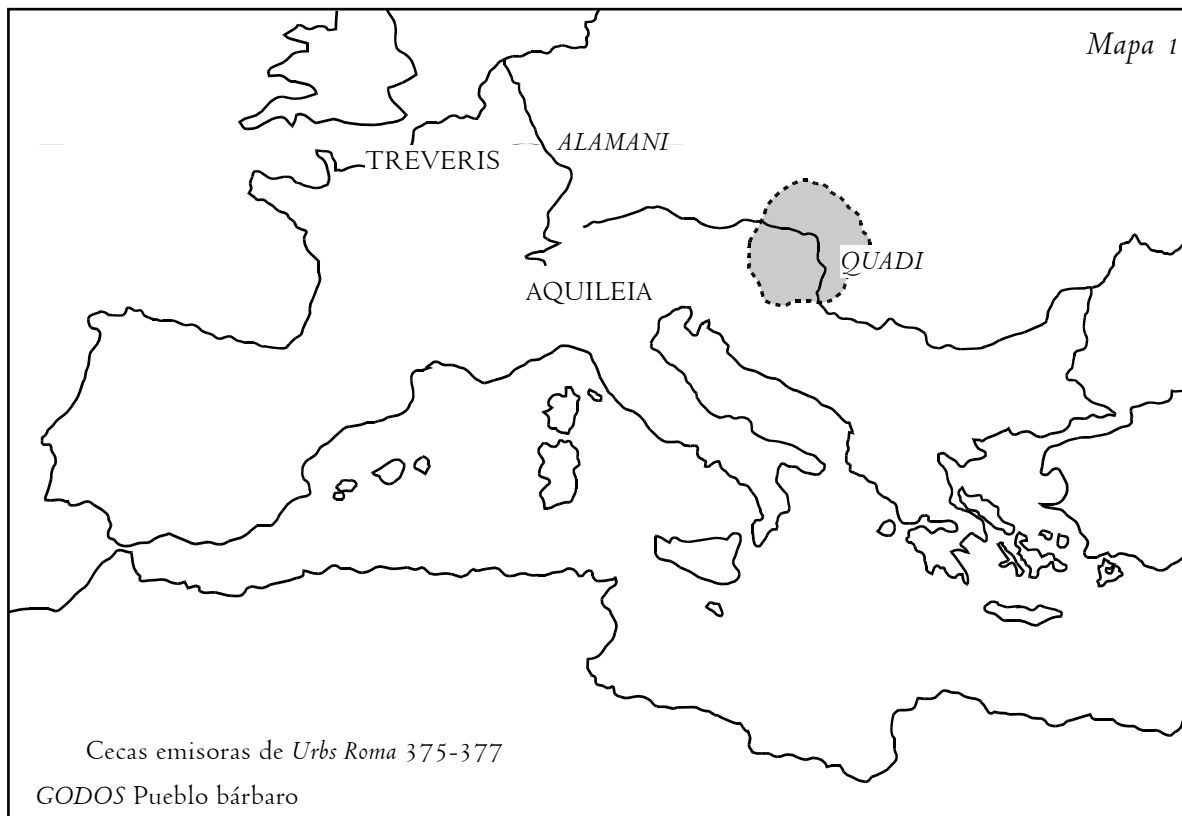 Mapa 1
ALAMANI
TREVERIS
QUADI
AQUILEIA
Cecas emisoras de Urbs Roma 375-377
GODOS Pueblo bárbaro